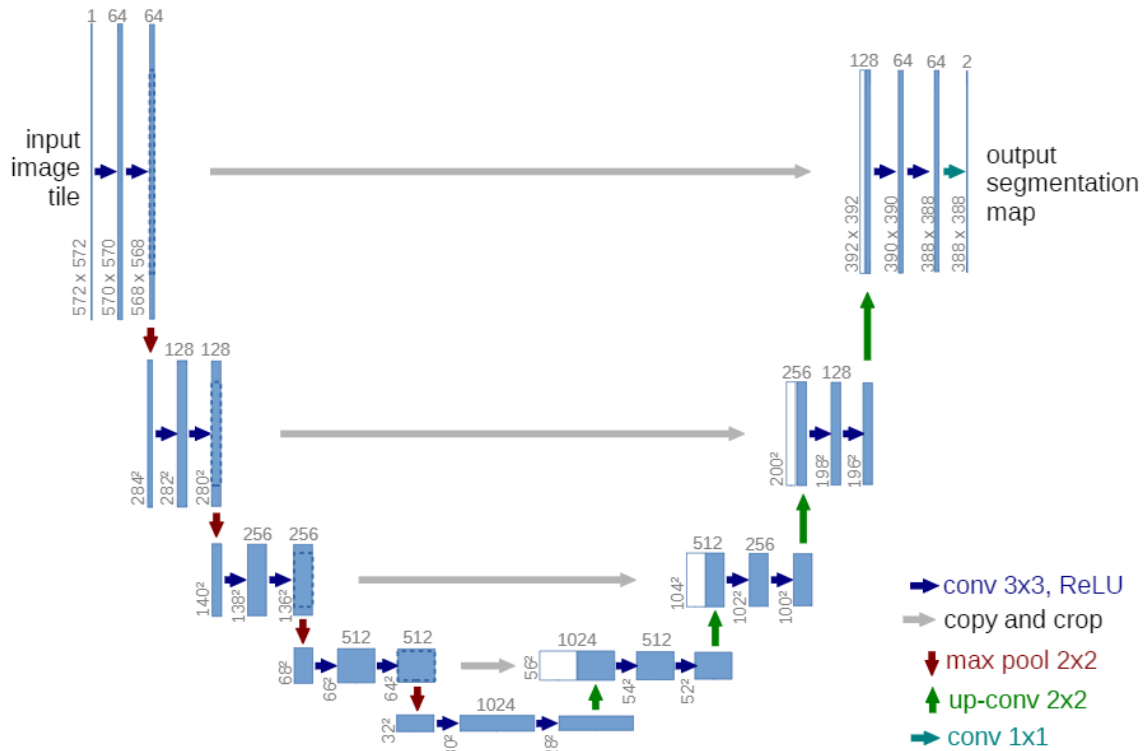 1 64 64
128 64 64 2
input
image
tile
output
segmentation
map
572 x 572
570 x 570
568 x 568
392 x 392
390 x 390
388 x 388
388 x 388
128 128
256 128
284²
282²
280²
200²
198²
196²
256 256
512 256
140²
138²
136²
104²
102²
100²
512 512
1024 512
68²
66²
64²
56²
54²
52²
1024
32²
conv 3x3, ReLU
copy and crop
max pool 2x2
up-conv 2x2
conv 1x1